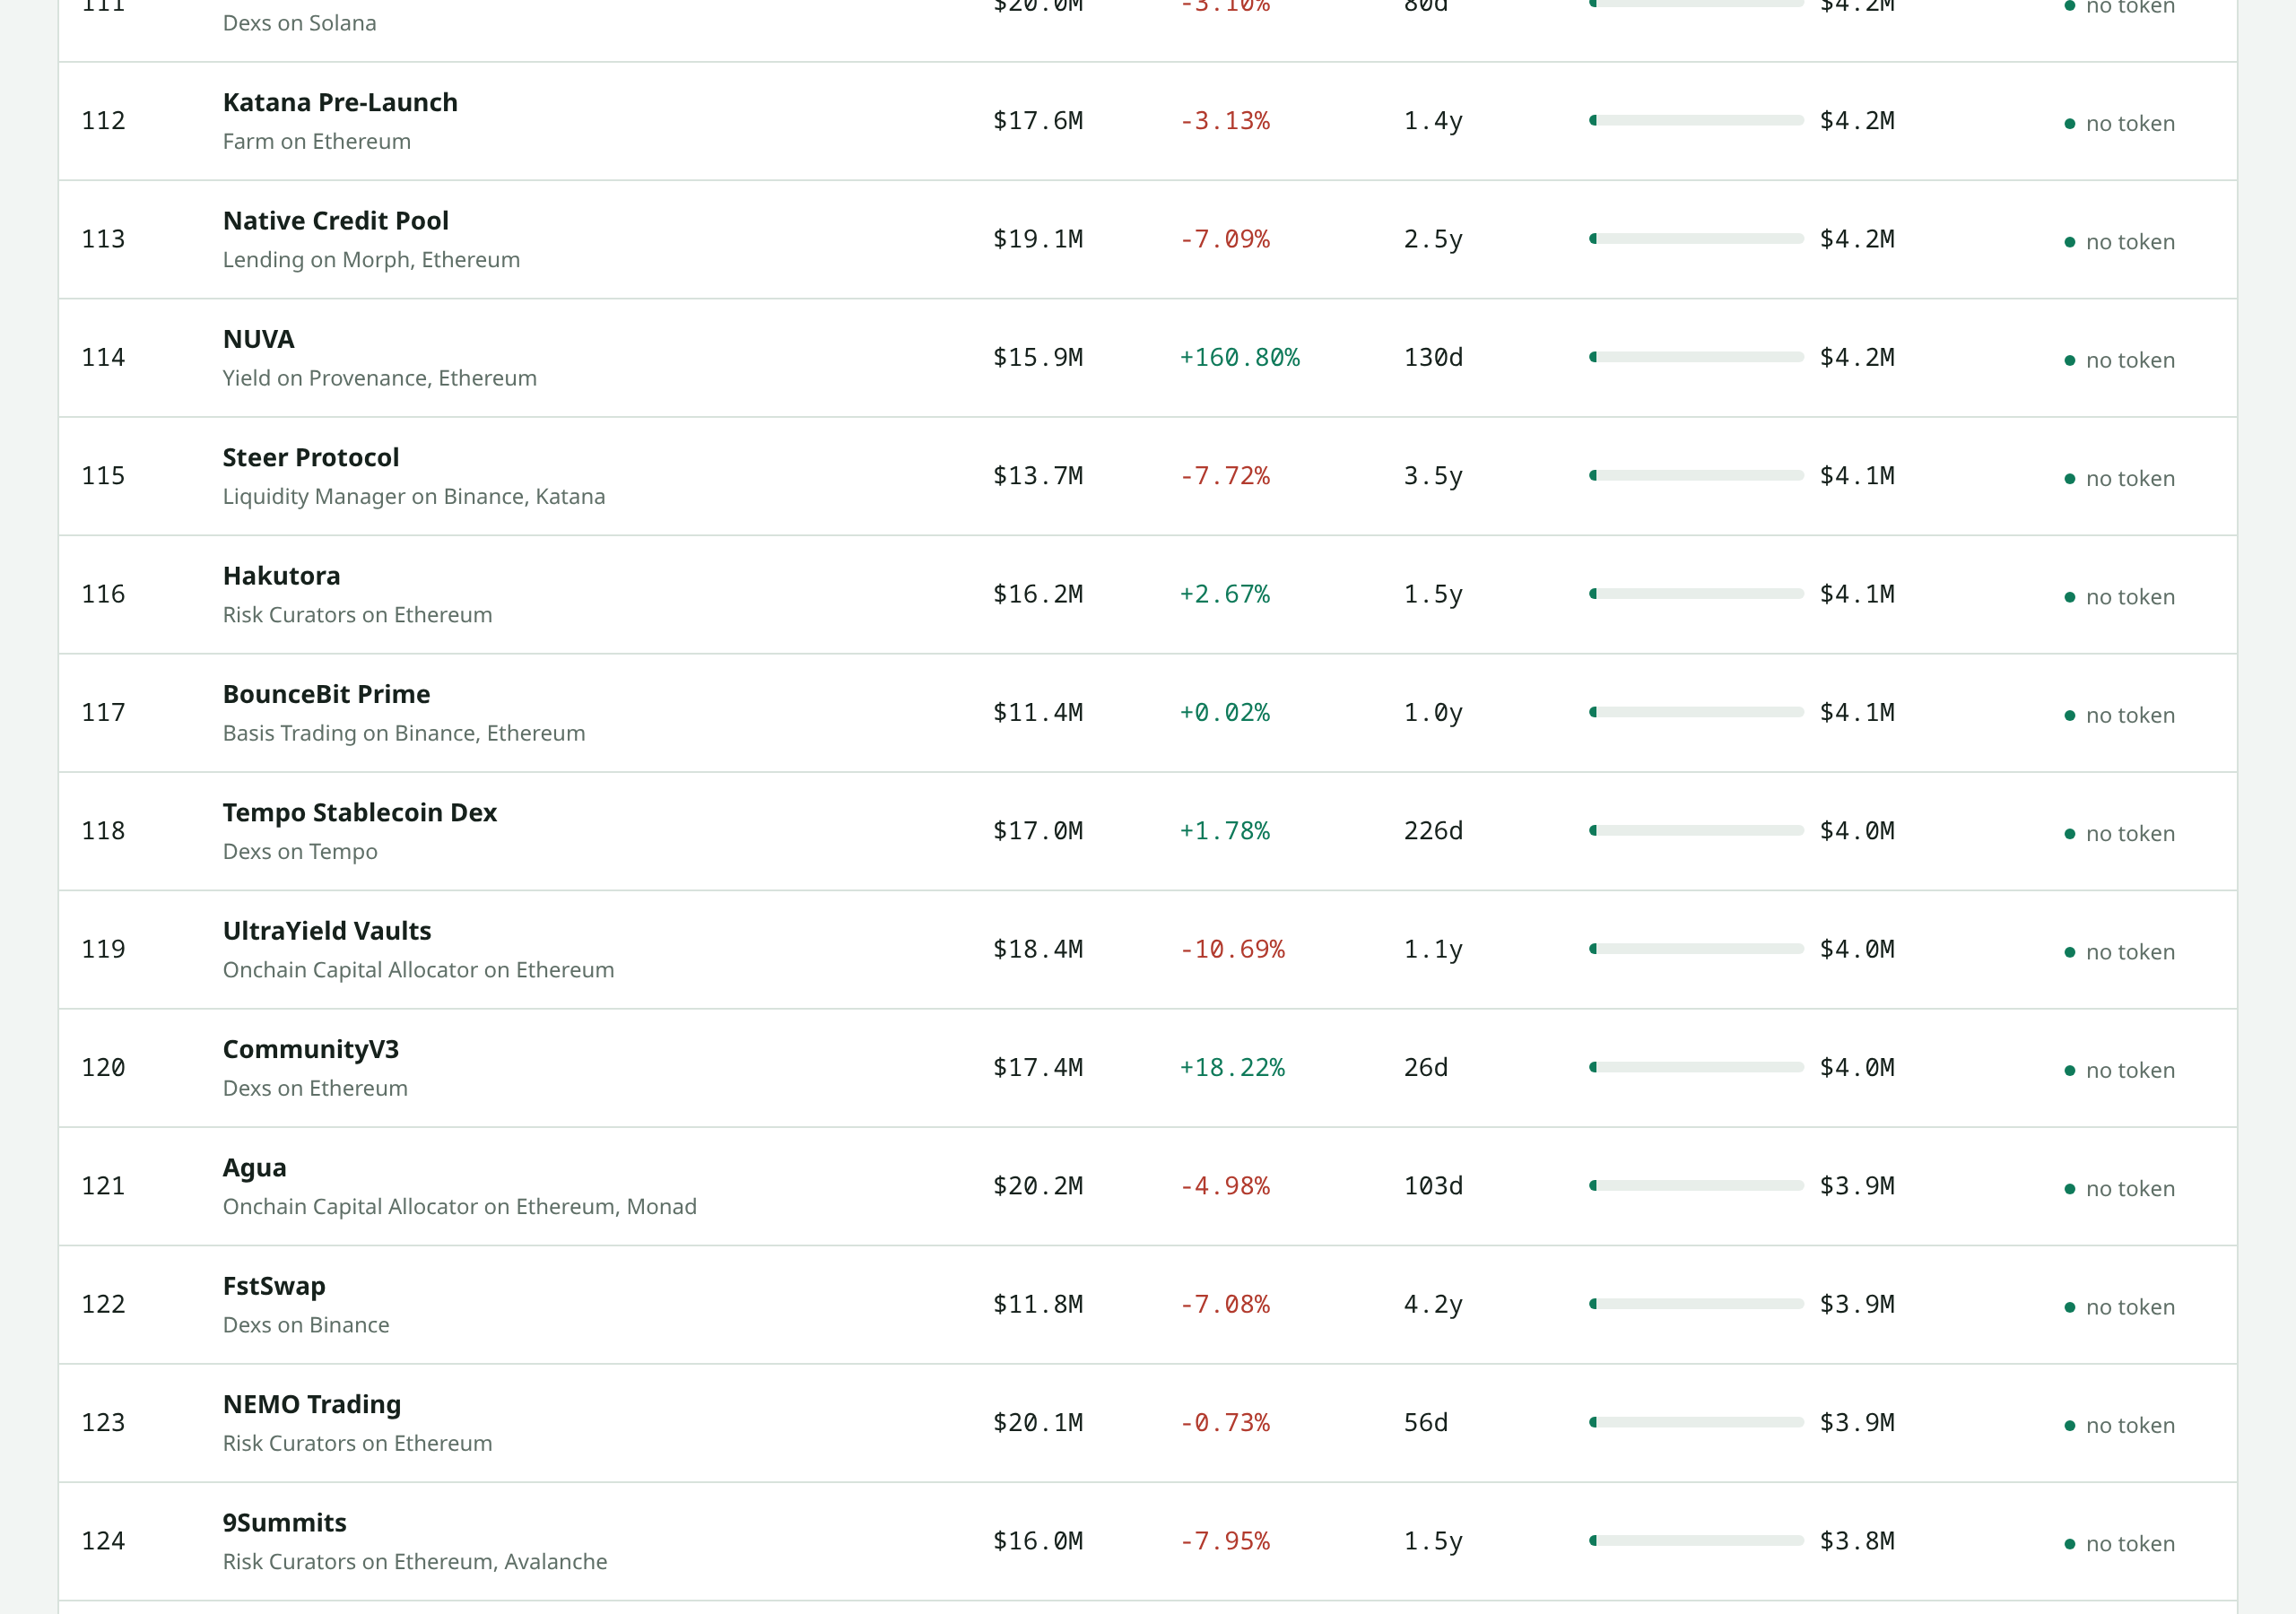 111 $20.0M -3.10% 80d $4.2M no token
Dexs on Solana
Katana Pre-Launch
112 $17.6M -3.13% 1.4y $4.2M no token
Farm on Ethereum
Native Credit Pool
113 $19.1M -7.09% 2.5y $4.2M no token
Lending on Morph, Ethereum
NUVA
114 $15.9M +160.80% 130d $4.2M no token
Yield on Provenance, Ethereum
Steer Protocol
115 $13.7M -7.72% 3.5y $4.1M no token
Liquidity Manager on Binance, Katana
Hakutora
116 $16.2M +2.67% 1.5y $4.1M no token
Risk Curators on Ethereum
BounceBit Prime
117 $11.4M +0.02% 1.0y $4.1M no token
Basis Trading on Binance, Ethereum
Tempo Stablecoin Dex
118 $17.0M +1.78% 226d $4.0M no token
Dexs on Tempo
UltraYield Vaults
119 $18.4M -10.69% 1.1y $4.0M no token
Onchain Capital Allocator on Ethereum
CommunityV3
120 $17.4M +18.22% 26d $4.0M no token
Dexs on Ethereum
Agua
121 $20.2M -4.98% 103d $3.9M no token
Onchain Capital Allocator on Ethereum, Monad
FstSwap
122 $11.8M -7.08% 4.2y $3.9M no token
Dexs on Binance
NEMO Trading
123 $20.1M -0.73% 56d $3.9M no token
Risk Curators on Ethereum
9Summits
124 $16.0M -7.95% 1.5y $3.8M no token
Risk Curators on Ethereum, Avalanche